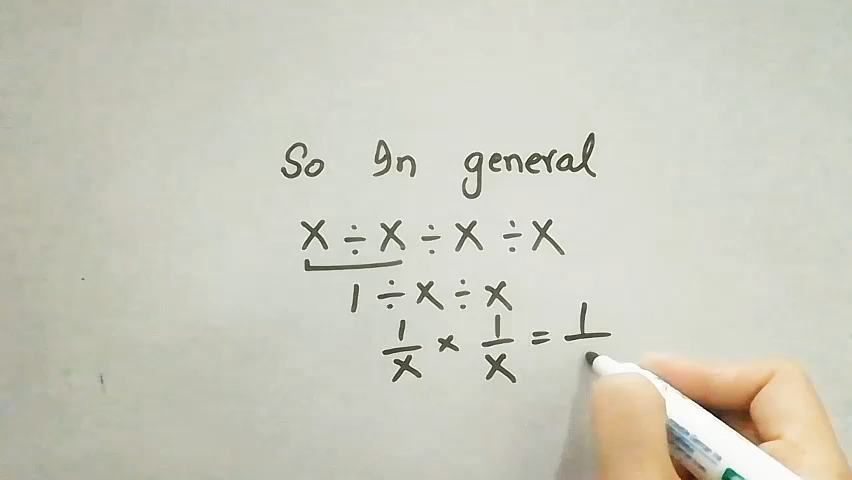 So In general
X ÷ X ÷ X ÷ X
1 ÷ X ÷ X
1/X × 1/X = 1/